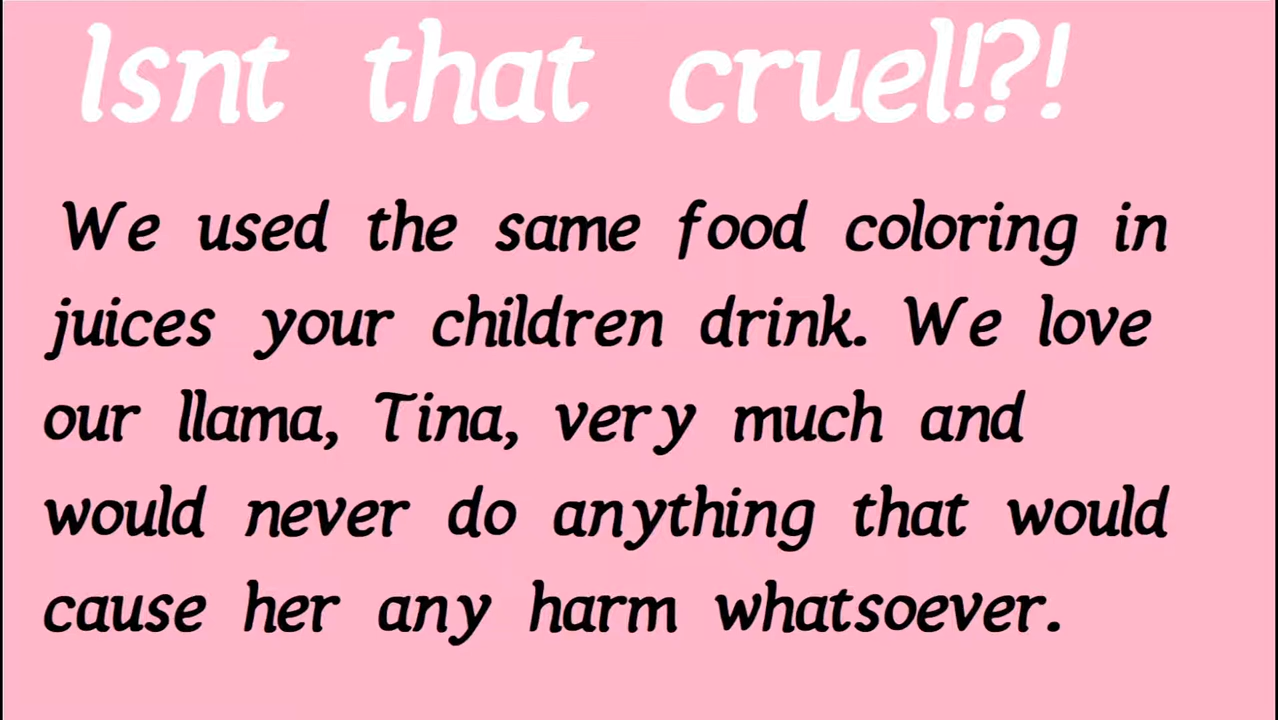 Isnt that cruel!?!
We used the same food coloring in
juices your children drink. We love
our llama, Tina, very much and
would never do anything that would
cause her any harm whatsoever.